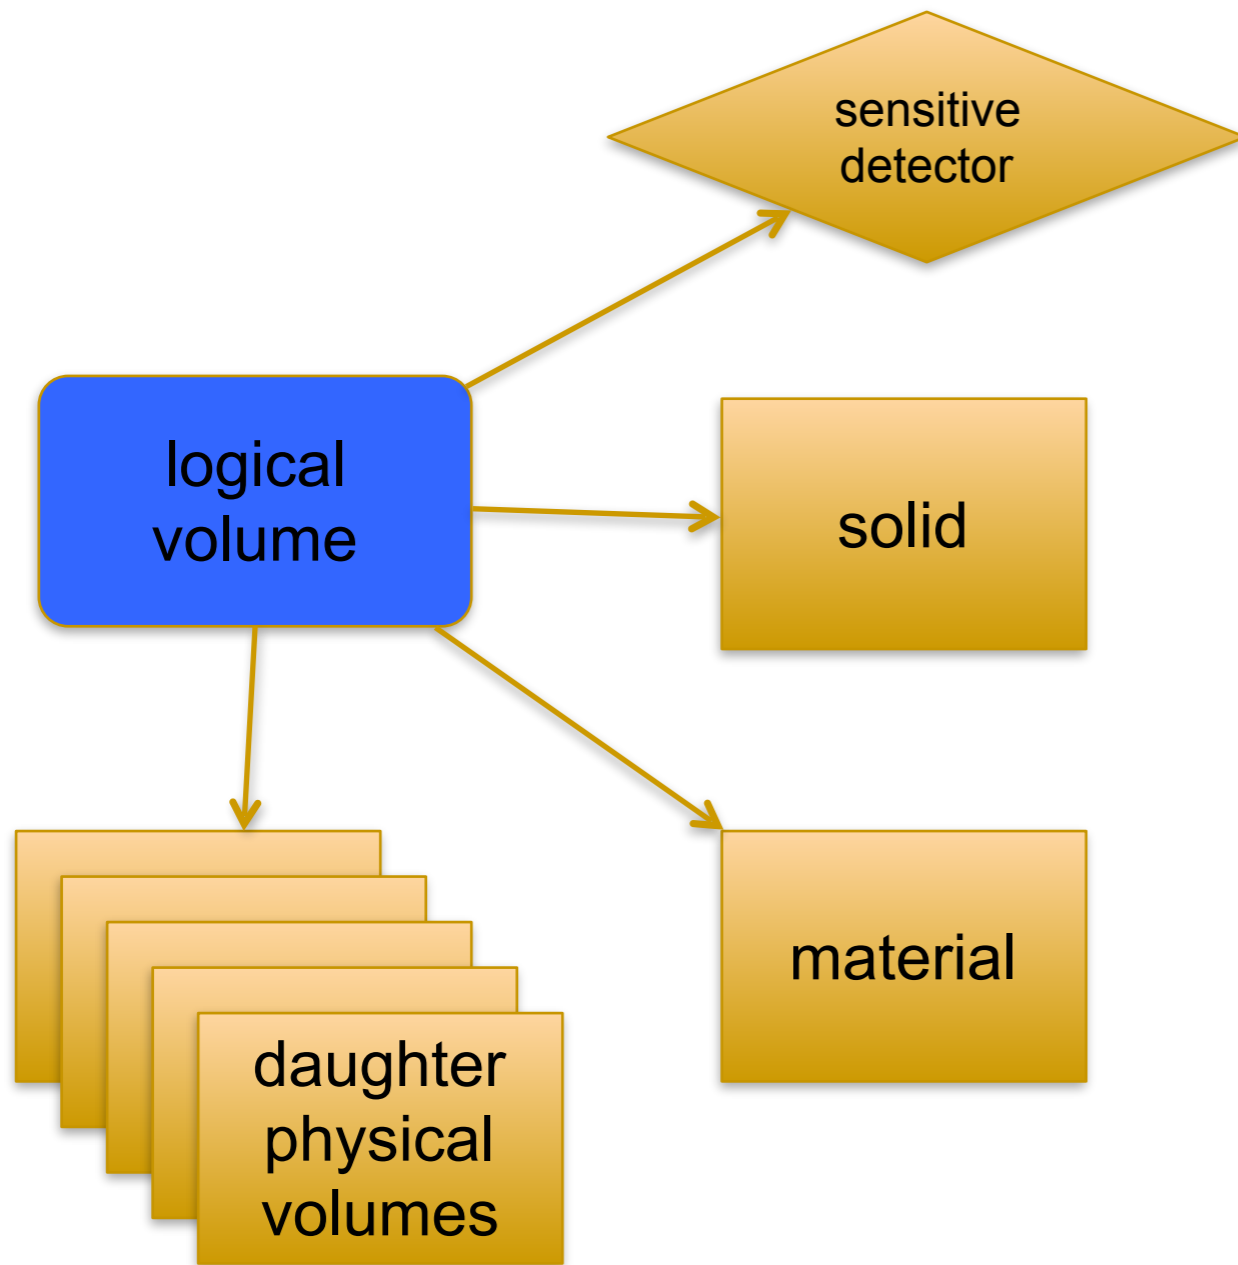 sensitive
detector
logical
volume
solid
material
daughter
physical
volumes